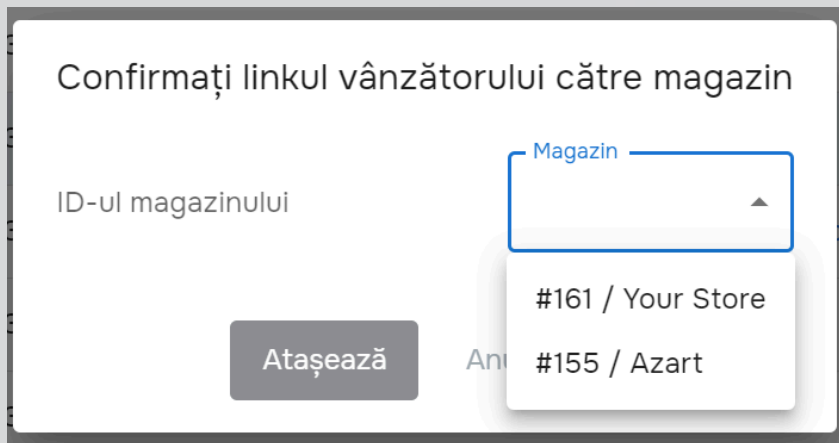 Confirmați linkul vânzătorului către magazin
Magazin
ID-ul magazinului
#161 / Your Store
#155 / Azart
Atașează